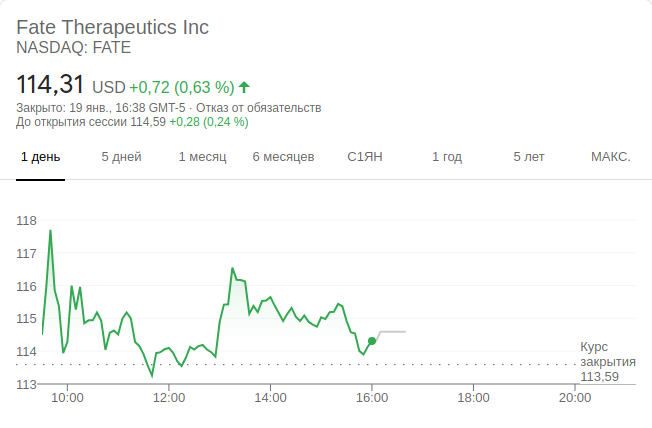 Fate Therapeutics Inc
NASDAQ: FATE
114,31 USD +0,72 (0,63 %)
Закрыто: 19 янв., 16:38 GMT-5 · Отказ от обязательств
До открытия сессии 114,59 +0,28 (0,24 %)
1 день 5 дней 1 месяц 6 месяцев С1ЯН 1 год 5 лет МАКС.
118
117
116
115
114
Курс
закрытия
113,59
113
10:00 12:00 14:00 16:00 18:00 20:00